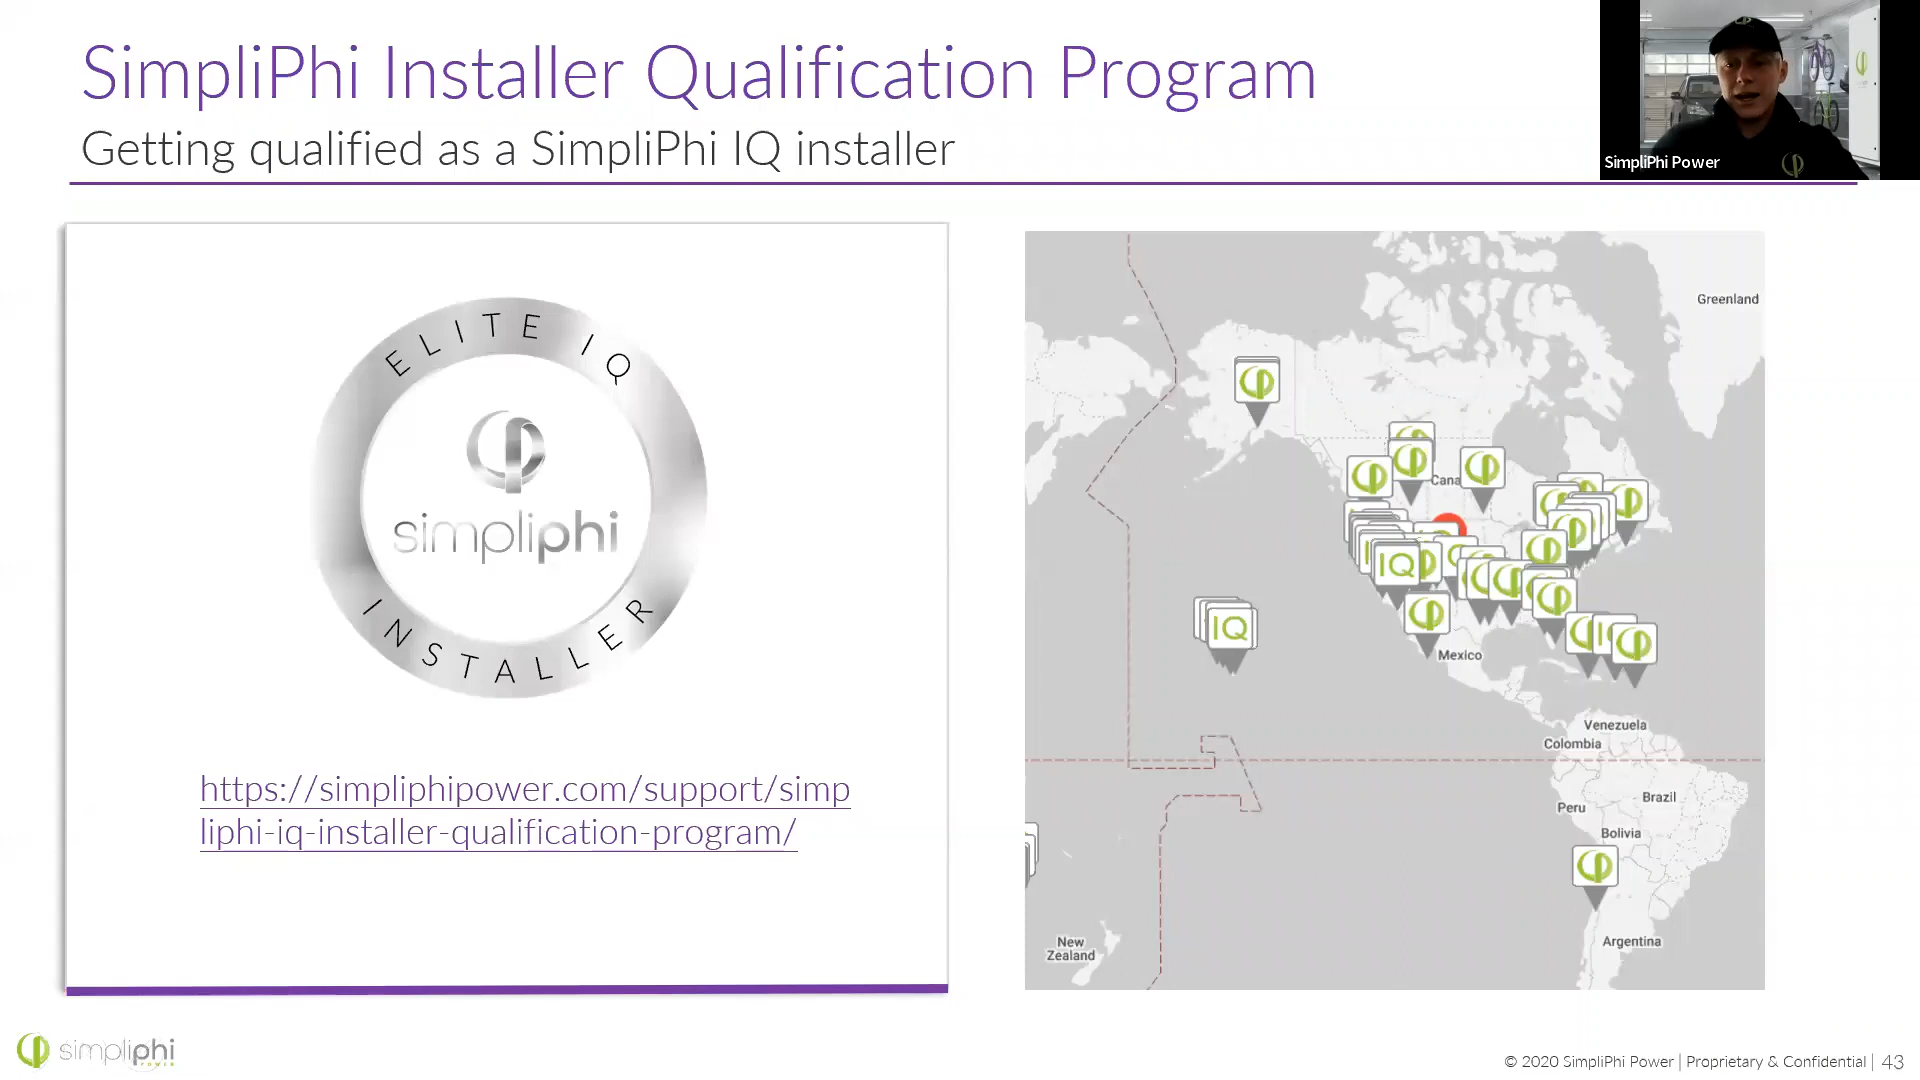 SimpliPhi Installer Qualification Program
Getting qualified as a SimpliPhi IQ installer
SimpliPhi Power
ELITE IQ
simpliphi
INSTALLER
https://simpliphipower.com/support/simp
liphi-iq-installer-qualification-program/
Greenland
Cana
IQ
IQ
Mexico
Venezuela
Colombia
Brazil
Peru
Bolivia
Argentina
New
Zealand
simpliphi
POWER
© 2020 SimpliPhi Power | Proprietary & Confidential | 43